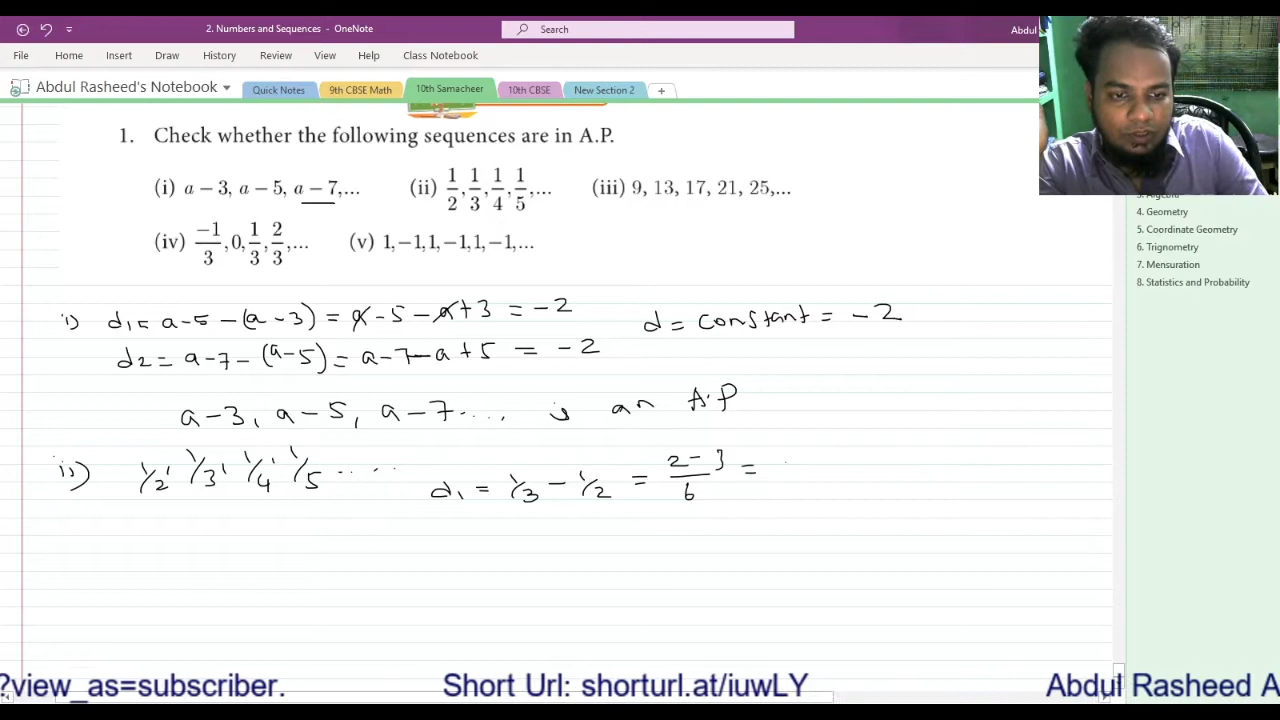 2. Numbers and Sequences - OneNote
Search
Abdul
File Home Insert Draw History Review View Help Class Notebook
Abdul Rasheed's Notebook
Quick Notes 9th CBSE Math 10th Samacheer 10th CBSE New Section 2 +
1. Check whether the following sequences are in A.P.
(i) a − 3, a − 5, a − 7,... (ii) 1/2, 1/3, 1/4, 1/5,... (iii) 9, 13, 17, 21, 25,...
(iv) −1/3, 0, 1/3, 2/3,... (v) 1,−1,1,−1,1,−1,...
4. Geometry
5. Coordinate Geometry
6. Trignometry
7. Mensuration
8. Statistics and Probability
i) d1 = a-5 - (a-3) = a - 5 - a + 3 = -2 d = constant = -2
d2 = a-7 - (a-5) = a-7-a+5 = -2
a-3, a-5, a-7.... is an A.P
ii) 1/2, 1/3, 1/4, 1/5 .... d1 = 1/3 - 1/2 = 2-3/6 =
?view_as=subscriber. Short Url: shorturl.at/iuwLY Abdul Rasheed A